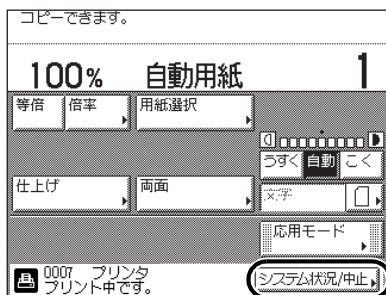 コピーできます。
100% 自動用紙 1
等倍 倍率 用紙選択
うすく 自動 こく
仕上げ 両面 文字
応用モード
0007 プリンタ
プリント中です。
システム状況/中止